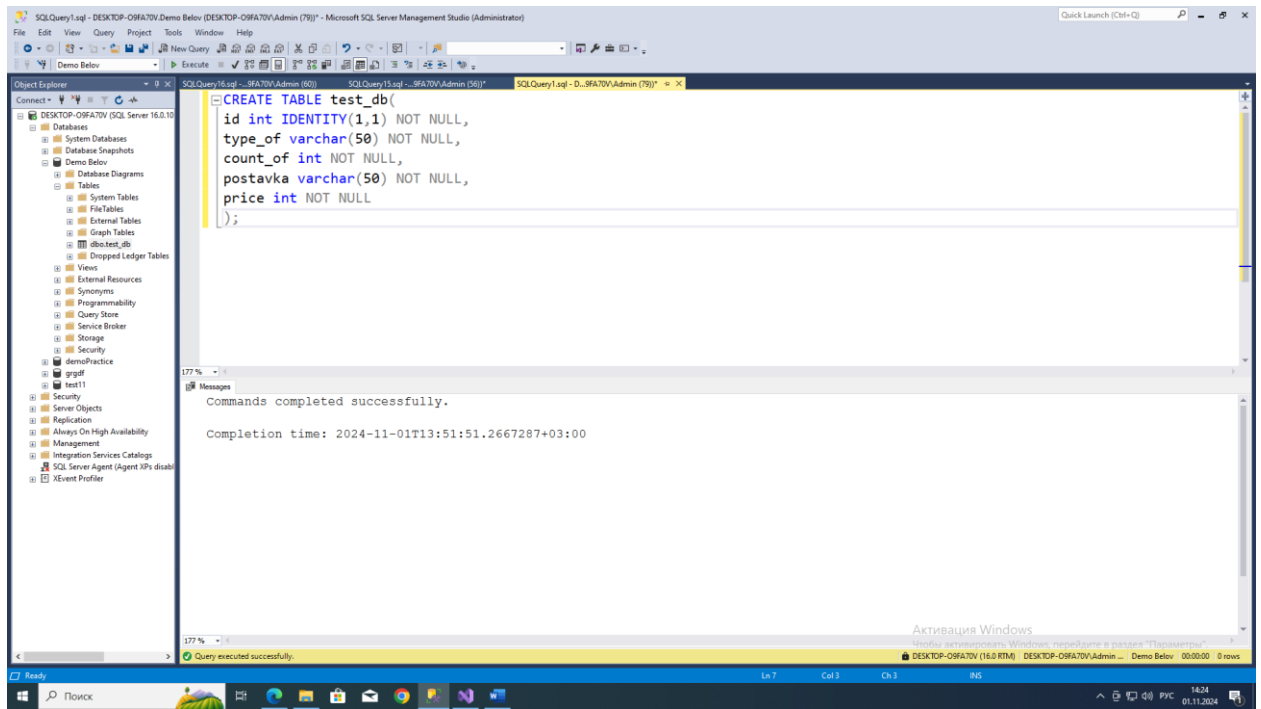 SQLQuery1.sql - DESKTOP-O9FA70V.Demo Belov (DESKTOP-O9FA70V\Admin (79))* - Microsoft SQL Server Management Studio (Administrator)
Quick Launch (Ctrl+Q)
File Edit View Query Project Tools Window Help
New Query
Demo Belov
Execute
Object Explorer
SQLQuery16.sql -...9FA70V\Admin (60))
SQLQuery15.sql -...9FA70V\Admin (56))*
SQLQuery1.sql - D...9FA70V\Admin (79))*
Connect
DESKTOP-O9FA70V (SQL Server 16.0.10
Databases
System Databases
Database Snapshots
Demo Belov
Database Diagrams
Tables
System Tables
FileTables
External Tables
Graph Tables
dbo.test_db
Dropped Ledger Tables
Views
External Resources
Synonyms
Programmability
Query Store
Service Broker
Storage
Security
demoPractice
grgdf
test11
Security
Server Objects
Replication
Always On High Availability
Management
Integration Services Catalogs
SQL Server Agent (Agent XPs disabl
XEvent Profiler
CREATE TABLE test_db(
id int IDENTITY(1,1) NOT NULL,
type_of varchar(50) NOT NULL,
count_of int NOT NULL,
postavka varchar(50) NOT NULL,
price int NOT NULL
);
177 %
Messages
Commands completed successfully.
Completion time: 2024-11-01T13:51:51.2667287+03:00
Активация Windows
Чтобы активировать Windows, перейдите в раздел "Параметры".
177 %
Query executed successfully.
DESKTOP-O9FA70V (16.0 RTM) DESKTOP-O9FA70V\Admin ... Demo Belov 00:00:00 0 rows
Ready
Ln 7 Col 3 Ch 3 INS
Поиск
РУС
14:24
01.11.2024